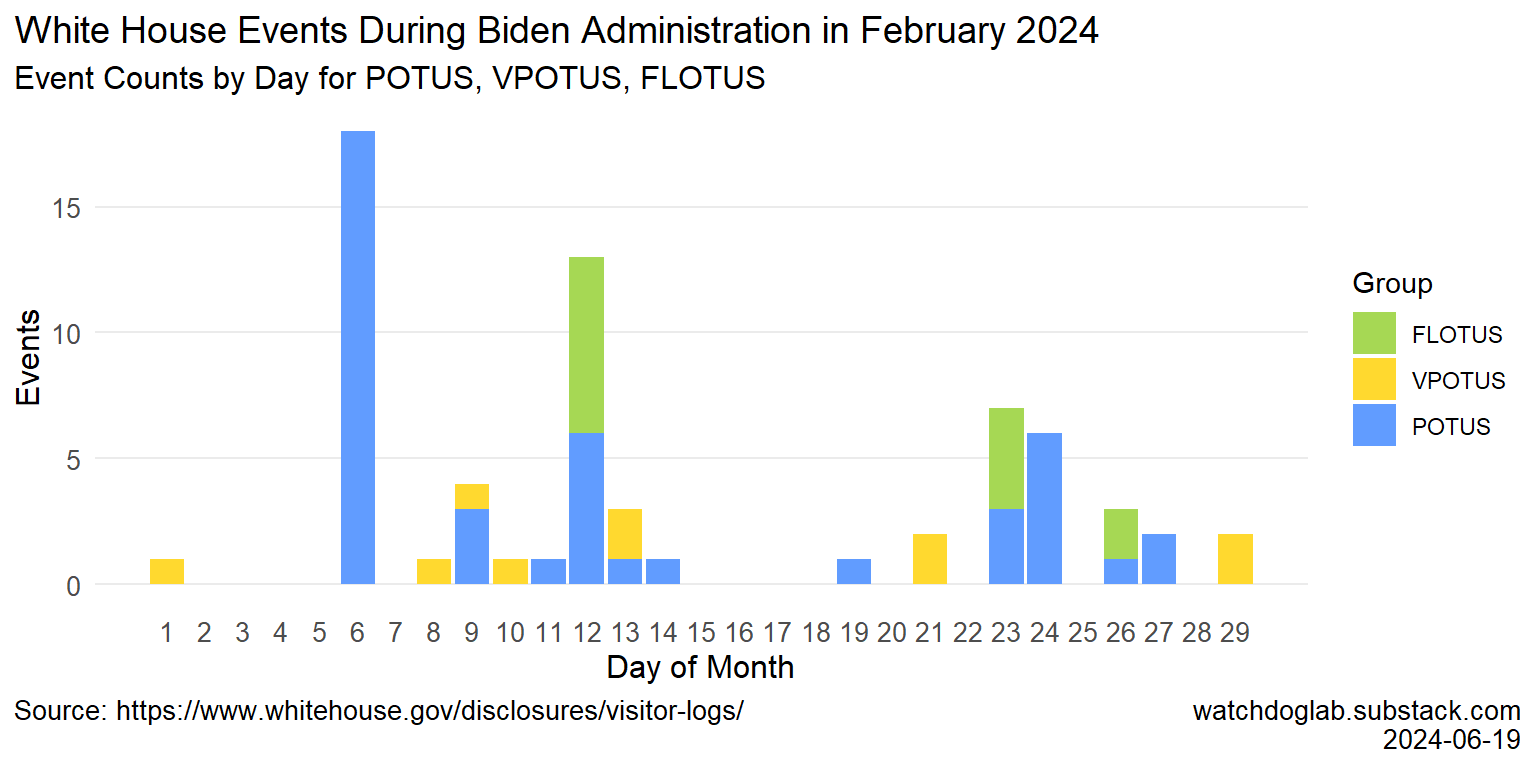 White House Events During Biden Administration in February 2024
Event Counts by Day for POTUS, VPOTUS, FLOTUS
Events
15
10
5
0
1 2 3 4 5 6 7 8 9 10 11 12 13 14 15 16 17 18 19 20 21 22 23 24 25 26 27 28 29
Day of Month
Group
FLOTUS
VPOTUS
POTUS
Source: https://www.whitehouse.gov/disclosures/visitor-logs/
watchdoglab.substack.com
2024-06-19